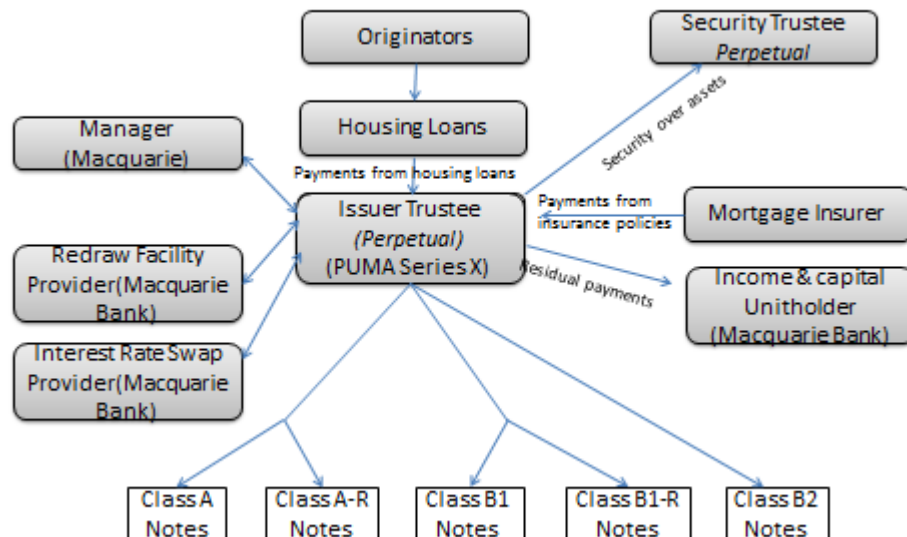 Originators
Security Trustee
Perpetual
Housing Loans
Security over assets
Manager
(Macquarie)
Payments from housing loans
Issuer Trustee
(Perpetual)
(PUMA Series X)
Payments from
insurance policies
Mortgage Insurer
Redraw Facility
Provider(Macquarie
Bank)
Residual payments
Income & capital
Unitholder
(Macquarie Bank)
Interest Rate Swap
Provider(Macquarie
Bank)
Class A
Notes
Class A-R
Notes
Class B1
Notes
Class B1-R
Notes
Class B2
Notes